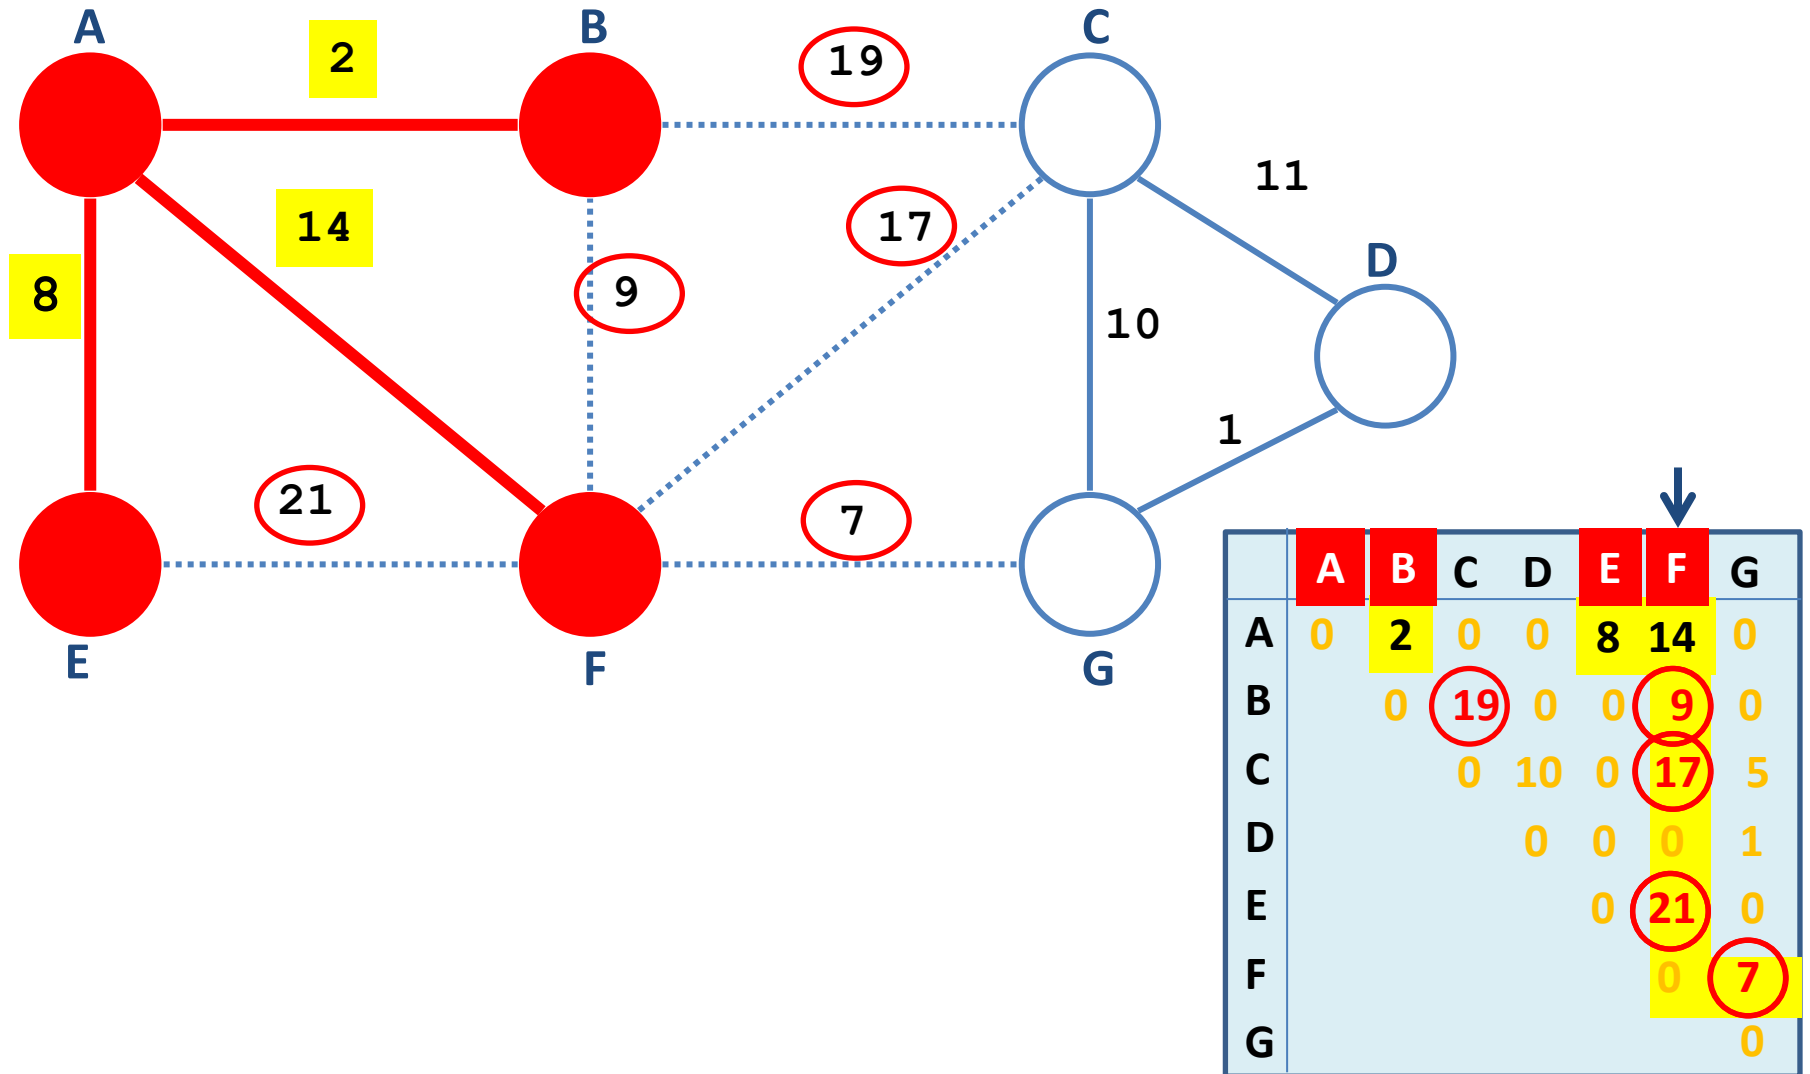 A B C
2 19
11
14 17
D
8 9
10
1
21 7
E F G
A B C D E F G
A 0 2 0 0 8 14 0
B 0 19 0 0 9 0
C 0 10 0 17 5
D 0 0 0 1
E 0 21 0
F 0 7
G 0